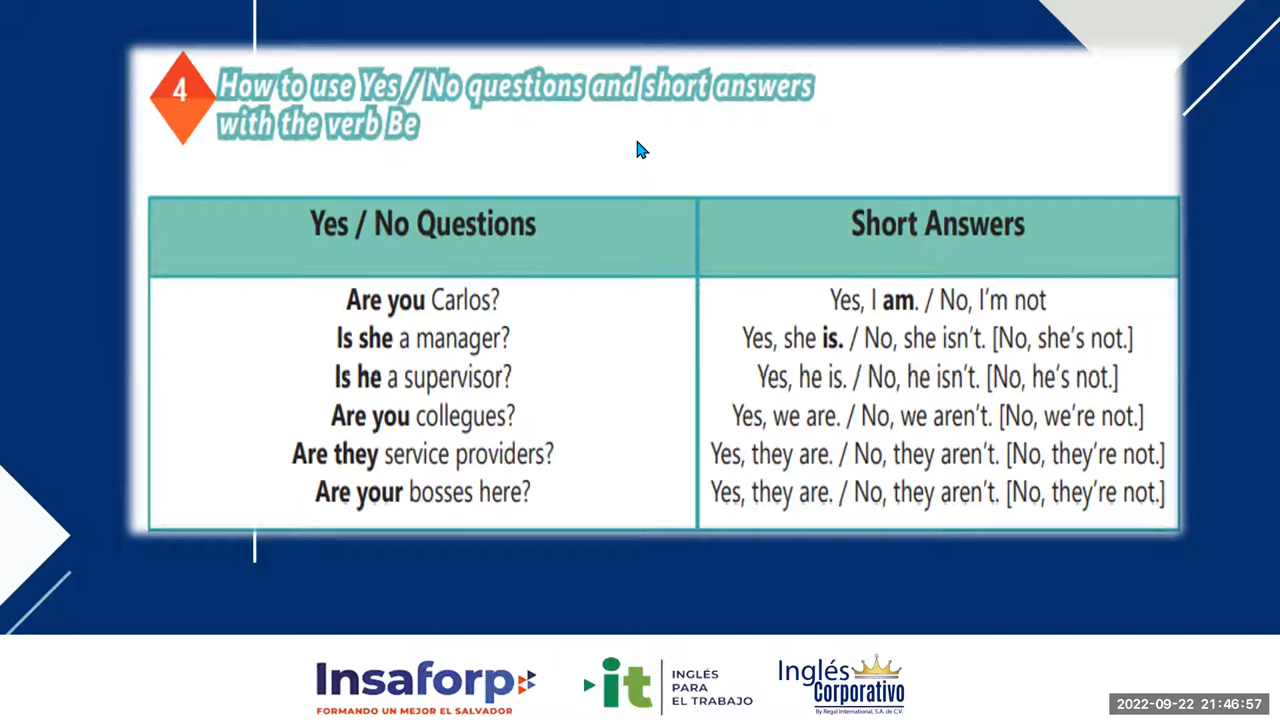 4
How to use Yes / No questions and short answers
with the verb Be
Yes / No Questions
Short Answers
Are you Carlos?
Yes, I am. / No, I'm not
Is she a manager?
Yes, she is. / No, she isn't. [No, she's not.]
Is he a supervisor?
Yes, he is. / No, he isn't. [No, he's not.]
Are you collegues?
Yes, we are. / No, we aren't. [No, we're not.]
Are they service providers?
Yes, they are. / No, they aren't. [No, they're not.]
Are your bosses here?
Yes, they are. / No, they aren't. [No, they're not.]
Insaforp
FORMANDO UN MEJOR EL SALVADOR
it
INGLÉS
PARA
EL TRABAJO
Inglés
Corporativo
By Regal International, S.A. de C.V.
2022-09-22 21:46:57